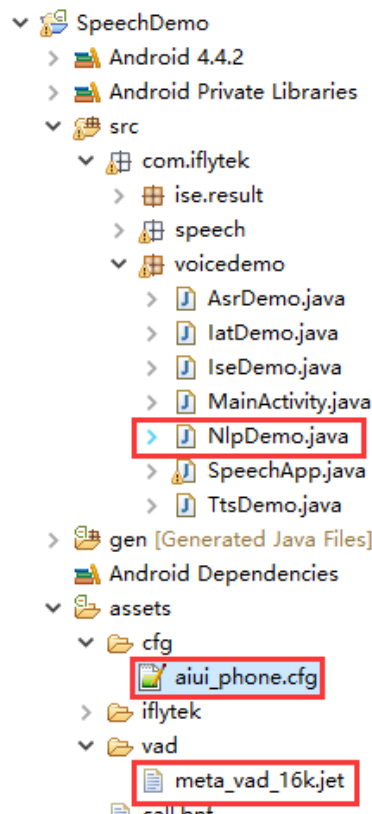 SpeechDemo
Android 4.4.2
Android Private Libraries
src
com.iflytek
ise.result
speech
voicedemo
AsrDemo.java
IatDemo.java
IseDemo.java
MainActivity.java
NlpDemo.java
SpeechApp.java
TtsDemo.java
gen [Generated Java Files]
Android Dependencies
assets
cfg
aiui_phone.cfg
iflytek
vad
meta_vad_16k.jet